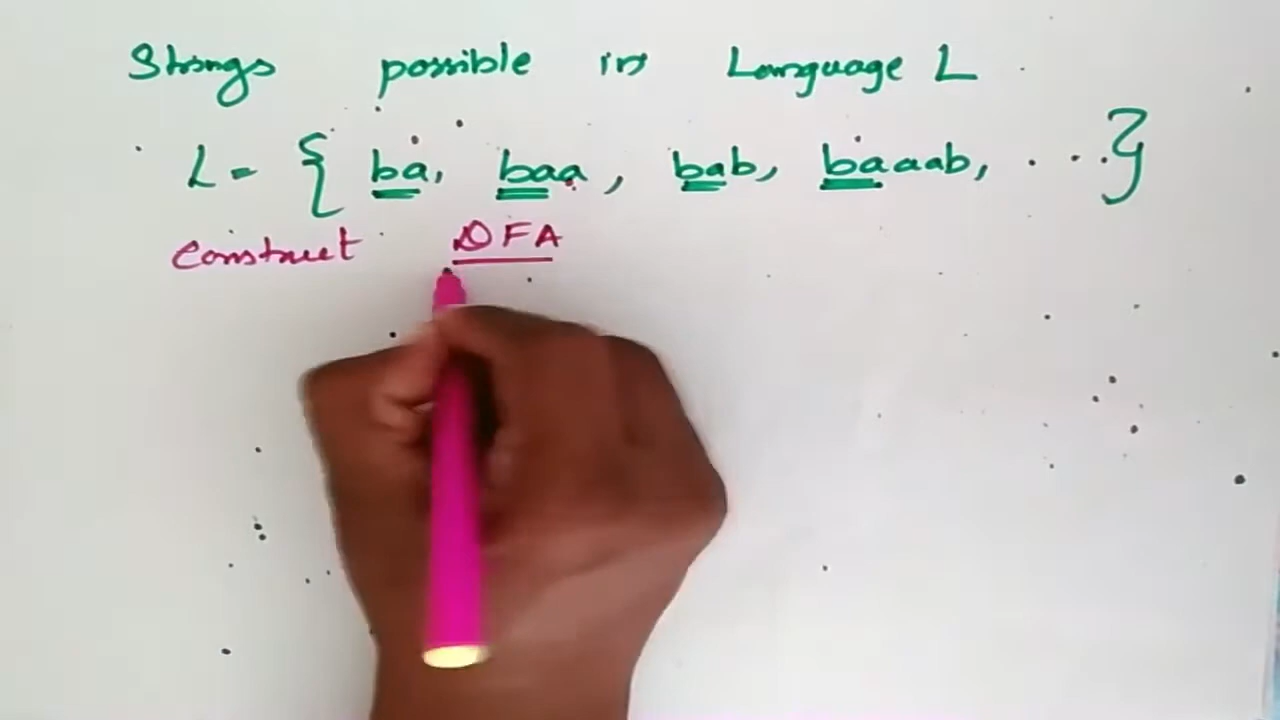 Strings possible in Language L
L = { ba, baa, bab, baaab, ...}
Construct DFA